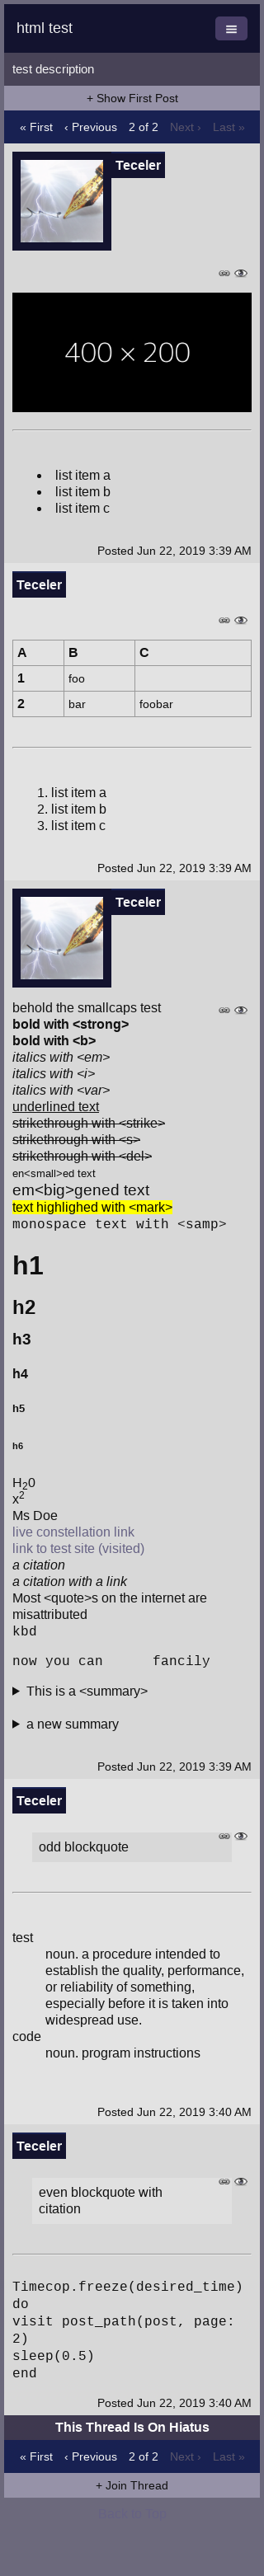 html test
test description
+ Show First Post
« First ‹ Previous 2 of 2 Next › Last »
Teceler
400 × 200
• list item a
• list item b
• list item c
Posted Jun 22, 2019 3:39 AM
Teceler
A B C
1 foo
2 bar foobar
1. list item a
2. list item b
3. list item c
Posted Jun 22, 2019 3:39 AM
Teceler
behold the smallcaps test
bold with <strong>
bold with <b>
italics with <em>
italics with <i>
italics with <var>
underlined text
strikethrough with <strike>
strikethrough with <s>
strikethrough with <del>
en<small>ed text
em<big>gened text
text highlighed with <mark>
monospace text with <samp>
h1
h2
h3
h4
h5
h6
H20
x2
Ms Doe
live constellation link
link to test site (visited)
a citation
a citation with a link
Most <quote>s on the internet are
misattributed
kbd
now you can      fancily
▶ This is a <summary>
▶ a new summary
Posted Jun 22, 2019 3:39 AM
Teceler
odd blockquote
test
noun. a procedure intended to
establish the quality, performance,
or reliability of something,
especially before it is taken into
widespread use.
code
noun. program instructions
Posted Jun 22, 2019 3:40 AM
Teceler
even blockquote with
citation
Timecop.freeze(desired_time)
do
visit post_path(post, page:
2)
sleep(0.5)
end
Posted Jun 22, 2019 3:40 AM
This Thread Is On Hiatus
« First ‹ Previous 2 of 2 Next › Last »
+ Join Thread